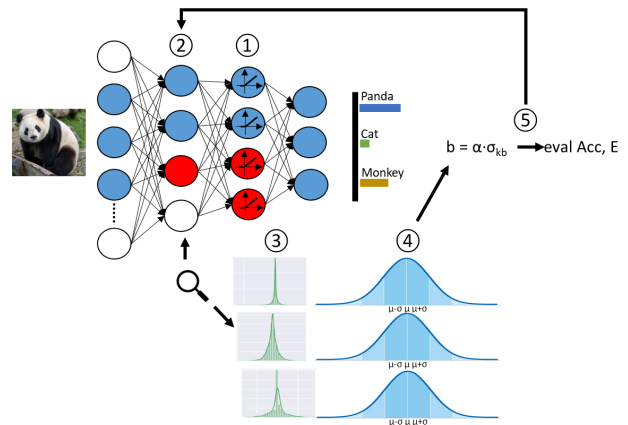 ② ①
Panda
Cat
Monkey
⑤
b = α·σkb
eval Acc, E
③ ④
μ-σ μ μ+σ
μ-σ μ μ+σ
μ-σ μ μ+σ